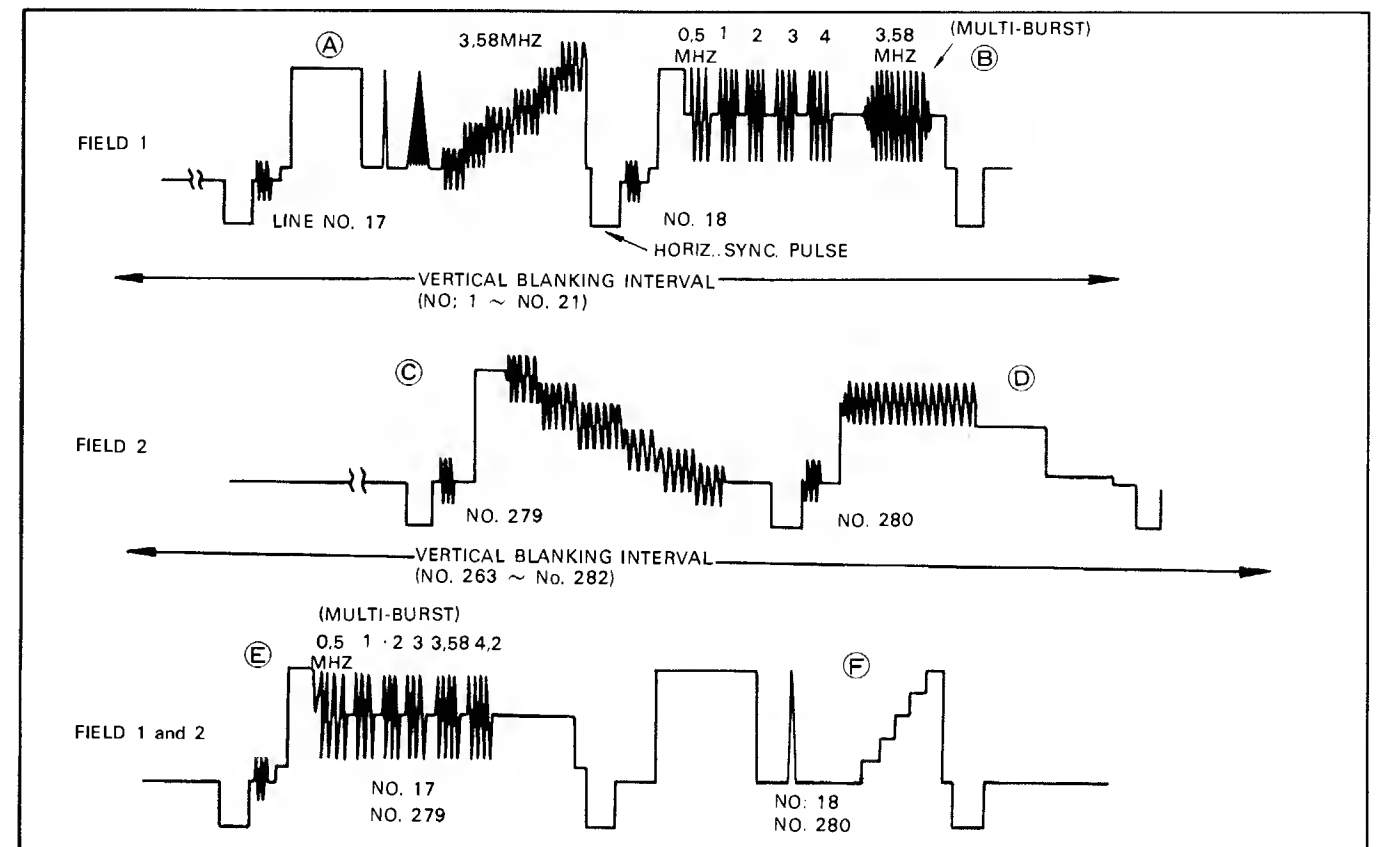 Ⓐ
3,58MHZ
0,5 1 2 3 4 3,58 (MULTI-BURST)
MHZ MHZ Ⓑ
FIELD 1
LINE NO. 17
NO. 18
HORIZ.. SYNC. PULSE
VERTICAL BLANKING INTERVAL
(NO; 1 ~ NO. 21)
Ⓒ
Ⓓ
FIELD 2
NO. 279
NO. 280
VERTICAL BLANKING INTERVAL
(NO. 263 ~ No. 282)
(MULTI-BURST)
0,5 1 · 2 3 3,58 4,2
MHZ
Ⓔ
Ⓕ
FIELD 1 and 2
NO. 17
NO. 279
NO: 18
NO. 280